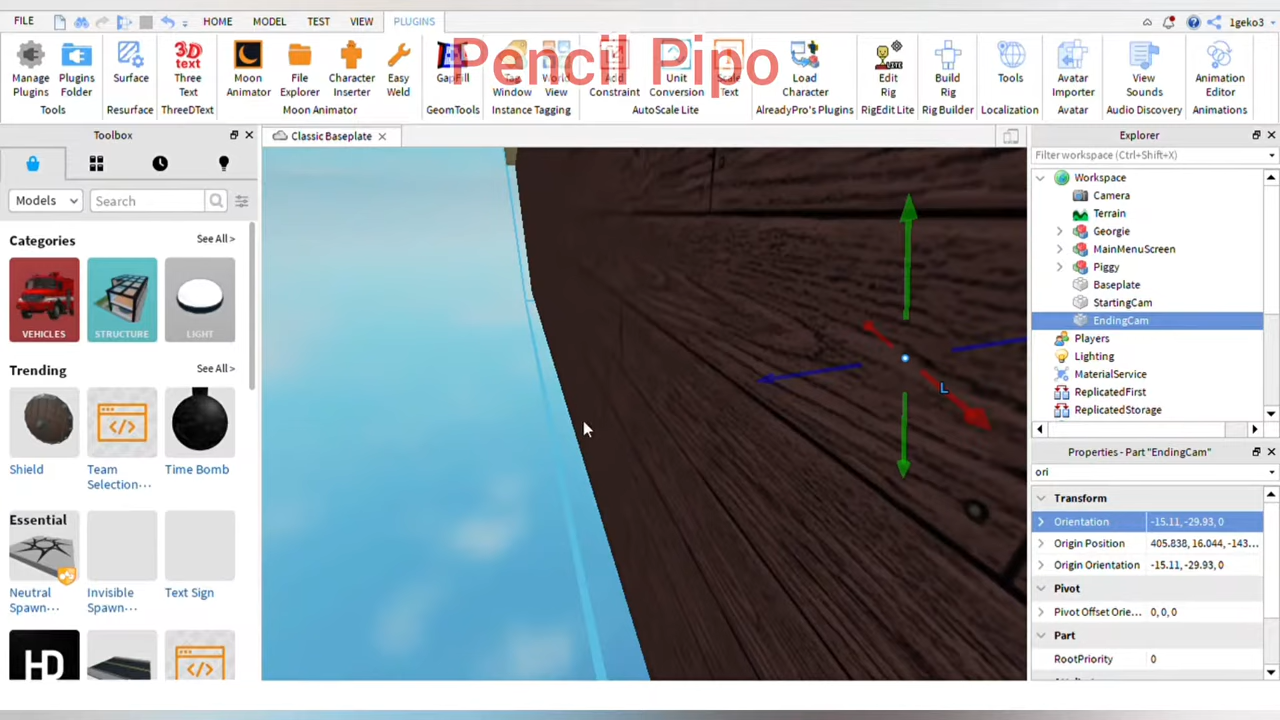 FILE HOME MODEL TEST VIEW PLUGINS 1geko3
Pencil Pipo
3D text
Manage Plugins
Plugins Folder
Surface
Three Text
Moon Animator
File Explorer
Character Inserter
Easy Weld
GapFill
Tag Window
World View
Add Constraint
Unit Conversion
Scale Text
Load Character
LITE
Edit Rig
Build Rig
Tools
Avatar Importer
View Sounds
Animation Editor
Tools Resurface ThreeDText Moon Animator GeomTools Instance Tagging AutoScale Lite AlreadyPro's Plugins RigEdit Lite Rig Builder Localization Avatar Audio Discovery Animations
Toolbox
Models
Search
Categories See All >
VEHICLES STRUCTURE LIGHT
Trending See All >
Shield
Team Selection...
Time Bomb
Essential
Neutral Spawn...
Invisible Spawn...
Text Sign
HD
Classic Baseplate
L
Explorer
Filter workspace (Ctrl+Shift+X)
Workspace
Camera
Terrain
Georgie
MainMenuScreen
Piggy
Baseplate
StartingCam
EndingCam
Players
Lighting
MaterialService
ReplicatedFirst
ReplicatedStorage
Properties - Part "EndingCam"
ori
Transform
Orientation -15.11, -29.93, 0
Origin Position 405.838, 16.044, -143...
Origin Orientation -15.11, -29.93, 0
Pivot
Pivot Offset Orie... 0, 0, 0
Part
RootPriority 0